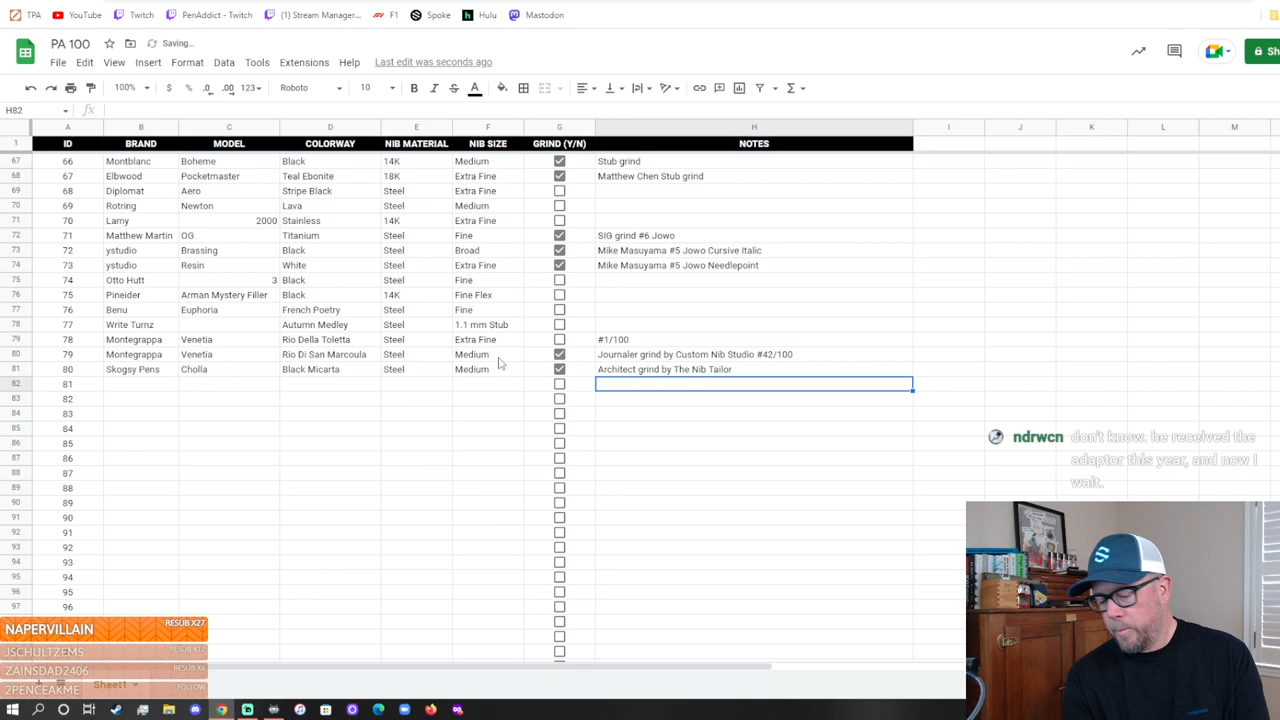 TPA YouTube Twitch PenAddict - Twitch (1) Stream Manager... F1 Spoke Hulu Mastodon
PA 100 Saving...
File Edit View Insert Format Data Tools Extensions Help Last edit was seconds ago
Sh
100% $ % .0 .00 123 Roboto 10 B I S A
H82 fx
A B C D E F G H I J K L M
1 ID BRAND MODEL COLORWAY NIB MATERIAL NIB SIZE GRIND (Y/N) NOTES
67 66 Montblanc Boheme Black 14K Medium Stub grind
68 67 Elbwood Pocketmaster Teal Ebonite 18K Extra Fine Matthew Chen Stub grind
69 68 Diplomat Aero Stripe Black Steel Extra Fine
70 69 Rotring Newton Lava Steel Medium
71 70 Lamy 2000 Stainless 14K Extra Fine
72 71 Matthew Martin OG Titanium Steel Fine SIG grind #6 Jowo
73 72 ystudio Brassing Black Steel Broad Mike Masuyama #5 Jowo Cursive Italic
74 73 ystudio Resin White Steel Extra Fine Mike Masuyama #5 Jowo Needlepoint
75 74 Otto Hutt 3 Black Steel Fine
76 75 Pineider Arman Mystery Filler Black 14K Fine Flex
77 76 Benu Euphoria French Poetry Steel Fine
78 77 Write Turnz Autumn Medley Steel 1.1 mm Stub
79 78 Montegrappa Venetia Rio Della Toletta Steel Extra Fine #1/100
80 79 Montegrappa Venetia Rio Di San Marcoula Steel Medium Journaler grind by Custom Nib Studio #42/100
81 80 Skogsy Pens Cholla Black Micarta Steel Medium Architect grind by The Nib Tailor
82 81
83 82
84 83
85 84
86 85
87 86
88 87
89 88
90 89
91 90
92 91
93 92
94 93
95 94
96 95
97 96
ndrwcn don't know. he received the
adaptor this year, and now I
wait.
NAPERVILLAIN RESUB X27
JSCHULTZEMS RESUB X17
ZAINSDAD2406 RESUB X6
2PENCEAKME FOLLOW
Sheet1